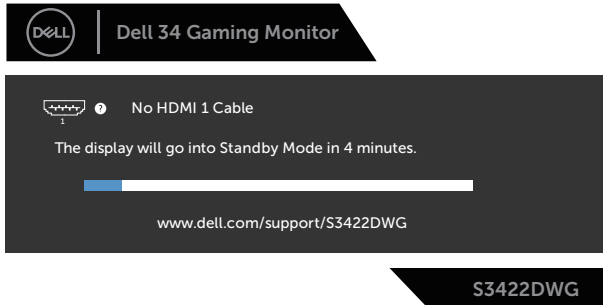 DELL
Dell 34 Gaming Monitor
1
?
No HDMI 1 Cable
The display will go into Standby Mode in 4 minutes.
www.dell.com/support/S3422DWG
S3422DWG